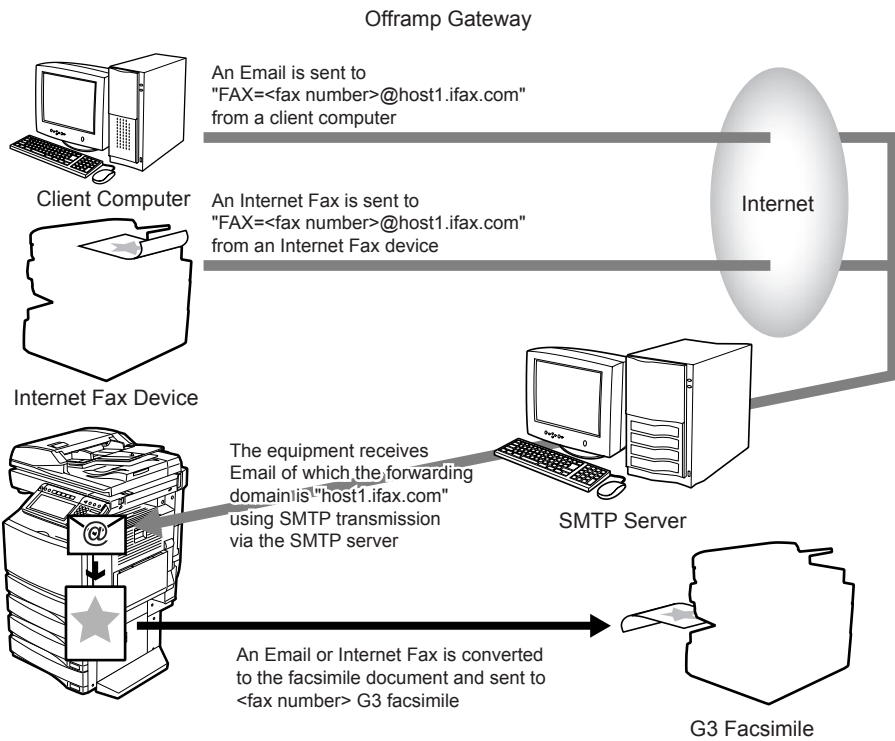 Offramp Gateway
An Email is sent to
"FAX=<fax number>@host1.ifax.com"
from a client computer
Client Computer
An Internet Fax is sent to
"FAX=<fax number>@host1.ifax.com"
from an Internet Fax device
Internet
Internet Fax Device
The equipment receives
Email of which the forwarding
domain is "host1.ifax.com"
using SMTP transmission
via the SMTP server
SMTP Server
@
An Email or Internet Fax is converted
to the facsimile document and sent to
<fax number> G3 facsimile
G3 Facsimile